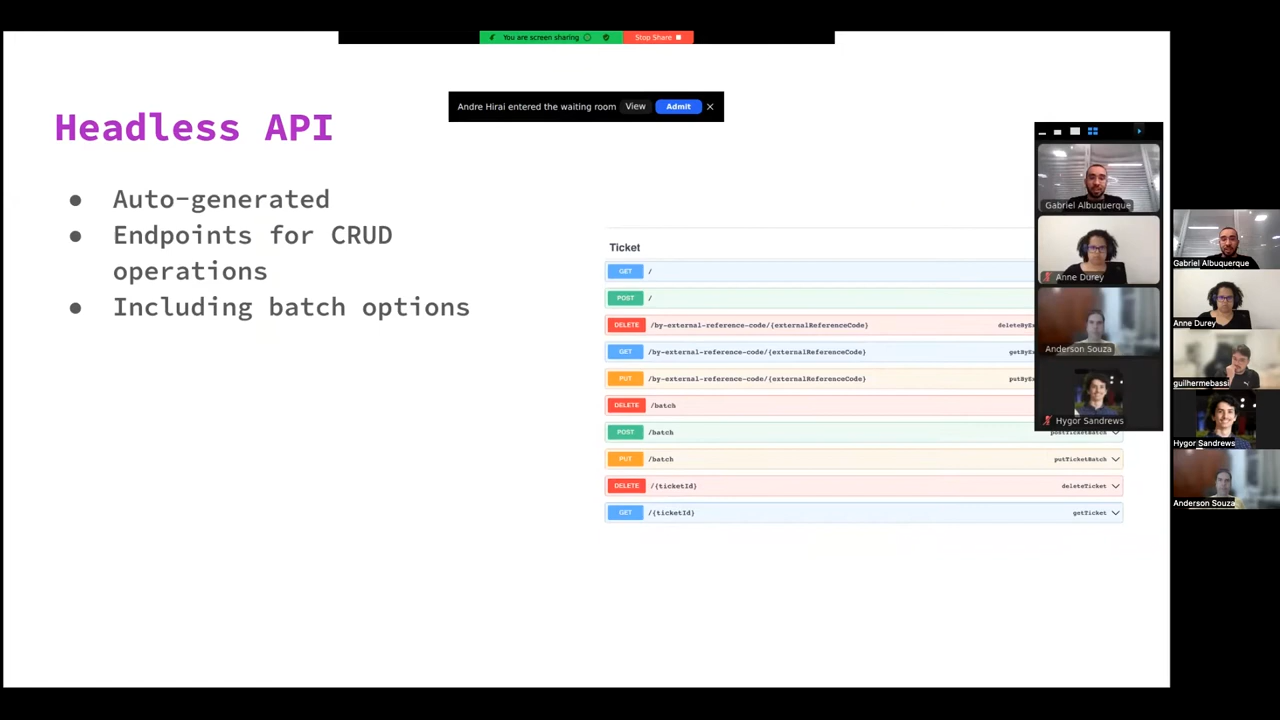 You are screen sharing
Stop Share
Andre Hirai entered the waiting room View Admit
Headless API
● Auto-generated
● Endpoints for CRUD
operations
● Including batch options
Ticket
GET /
POST /
DELETE /by-external-reference-code/{externalReferenceCode} deleteByEx
GET /by-external-reference-code/{externalReferenceCode} getByEx
PUT /by-external-reference-code/{externalReferenceCode} putByEx
DELETE /batch
POST /batch postTicketBatch
PUT /batch putTicketBatch
DELETE /{ticketId} deleteTicket
GET /{ticketId} getTicket
Gabriel Albuquerque
Anne Durey
Anderson Souza
Hygor Sandrews
Gabriel Albuquerque
Anne Durey
guilhermebassi
Hygor Sandrews
Anderson Souza